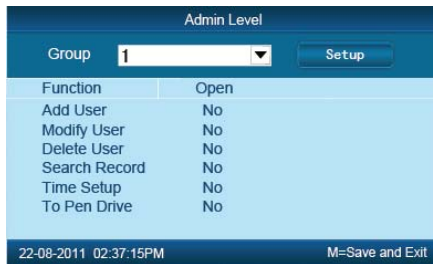 Admin Level
Group 1 Setup
Function Open
Add User No
Modify User No
Delete User No
Search Record No
Time Setup No
To Pen Drive No
22-08-2011 02:37:15PM M=Save and Exit